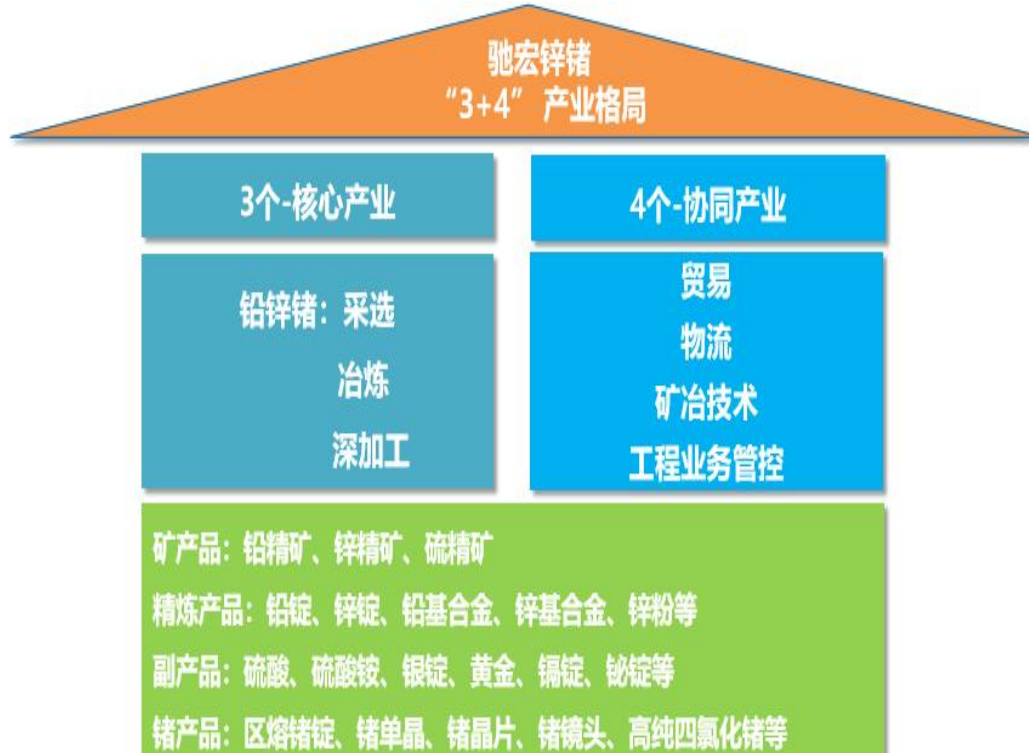 驰宏锌锗
“3+4” 产业格局
3个-核心产业
铅锌锗：采选
冶炼
深加工
4个-协同产业
贸易
物流
矿冶技术
工程业务管控
矿产品：铅精矿、锌精矿、硫精矿
精炼产品：铅锭、锌锭、铅基合金、锌基合金、锌粉等
副产品：硫酸、硫酸铵、银锭、黄金、镉锭、铋锭等
锗产品：区熔锗锭、锗单晶、锗晶片、锗镜头、高纯四氯化锗等